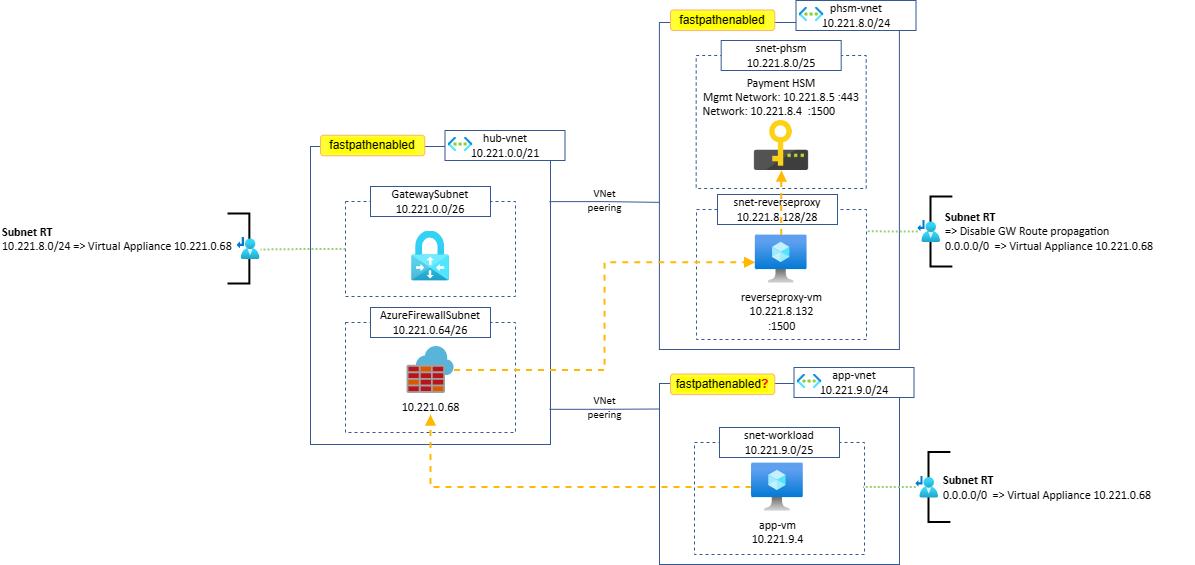 fastpathenabled
phsm-vnet
10.221.8.0/24
snet-phsm
10.221.8.0/25
Payment HSM
Mgmt Network: 10.221.8.5 :443
Network: 10.221.8.4 :1500
fastpathenabled
hub-vnet
10.221.0.0/21
GatewaySubnet
10.221.0.0/26
VNet
peering
snet-reverseproxy
10.221.8.128/28
Subnet RT
10.221.8.0/24 => Virtual Appliance 10.221.0.68
Subnet RT
=> Disable GW Route propagation
0.0.0.0/0 => Virtual Appliance 10.221.0.68
reverseproxy-vm
10.221.8.132
:1500
AzureFirewallSubnet
10.221.0.64/26
10.221.0.68
VNet
peering
fastpathenabled?
app-vnet
10.221.9.0/24
snet-workload
10.221.9.0/25
app-vm
10.221.9.4
Subnet RT
0.0.0.0/0 => Virtual Appliance 10.221.0.68